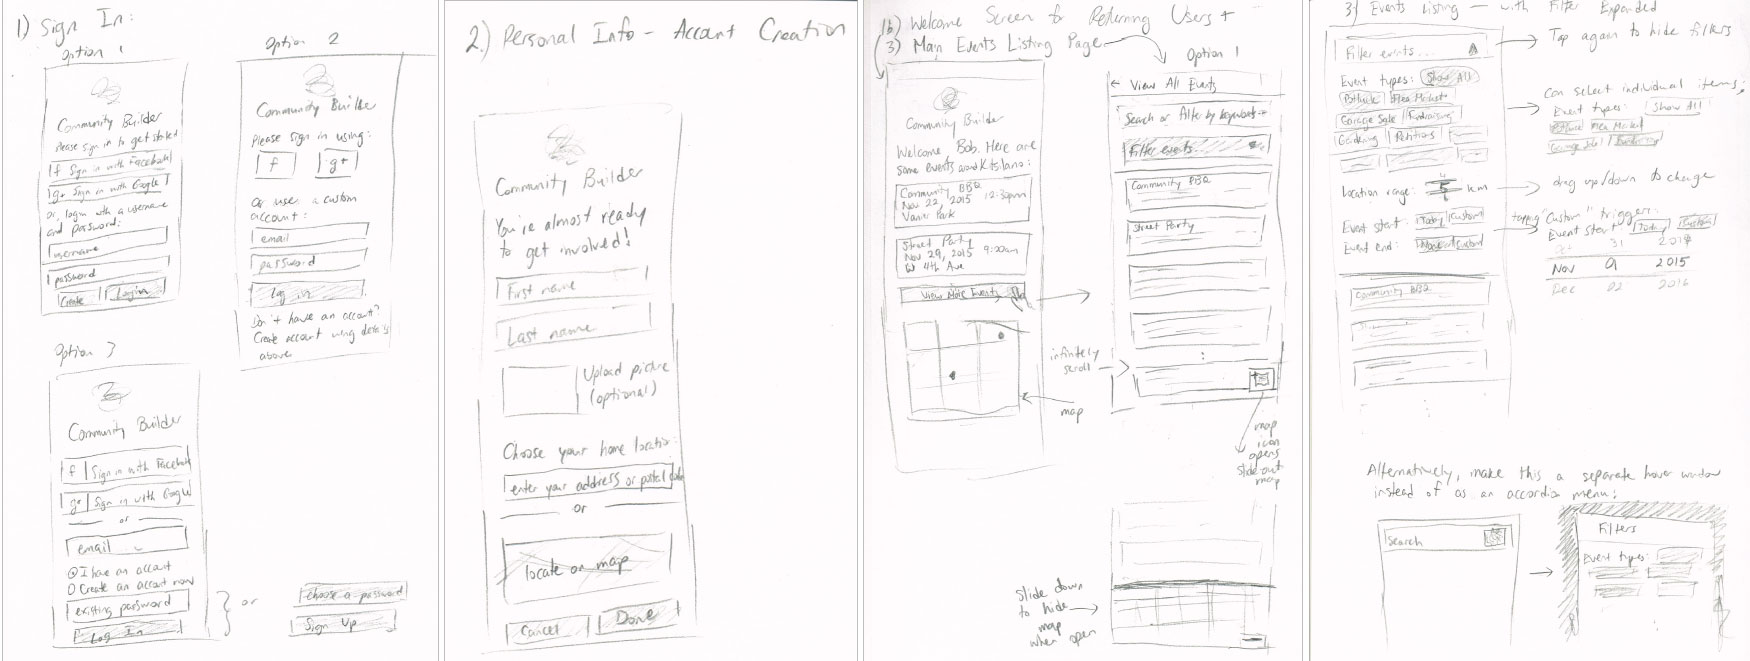 1) Sign In:
Option 1
Community Builder
Please sign in to get started
f Sign in with Facebook
g+ Sign in with Google
or, login with a username
and password:
username
password
Create
Login
Option 2
Community Builder
Please sign in using:
f
g+
Or use a custom
account:
email
password
Log in
Don't have an account?
Create account using details
above
Option 3
Community Builder
f Sign in with Facebook
g+ Sign in with Google
or
email
I have an account
Create an account now
existing password
Log In
or
choose a password
Sign Up
2.) Personal Info - Account Creation
Community Builder
You're almost ready
to get involved!
First name
Last name
Upload picture
(optional)
Choose your home location:
enter your address or postal code
or
locate on map
Cancel
Done
1b) Welcome Screen for Returning Users +
3) Main Events Listing Page
Community Builder
Welcome Bob. Here are
some events around Kitsilano:
Community BBQ
Nov 22, 2015 12:30pm
Vanier Park
Street Party
Nov 29, 2015 9:00am
W 4th Ave
View More Events
map
Option 1
← View All Events
Search or filter by keyword
Filter events...
Community BBQ
Street Party
infinitely
scroll
map
icon
opens
slide out
map
slide down
to hide
map
when open
3) Events Listing - with Filter Expanded
Filter events...
Tap again to hide filters
Event types: Show All
Potluck Flea Market
Garage Sale Fundraising
Gardening Petitions
Location range: 5 km
Event start: Today Custom
Event end: Custom
Community BBQ
Can select individual items:
Event types: Show All
Potluck Flea Market
Garage Sale Fundraising
drag up/down to change
tapping "Custom" triggers:
Event start Today Custom
Oct 31 2014
Nov 01 2015
Dec 02 2016
Alternatively, make this a separate hover window
instead of as an accordion menu:
Search
Filters
Event types: